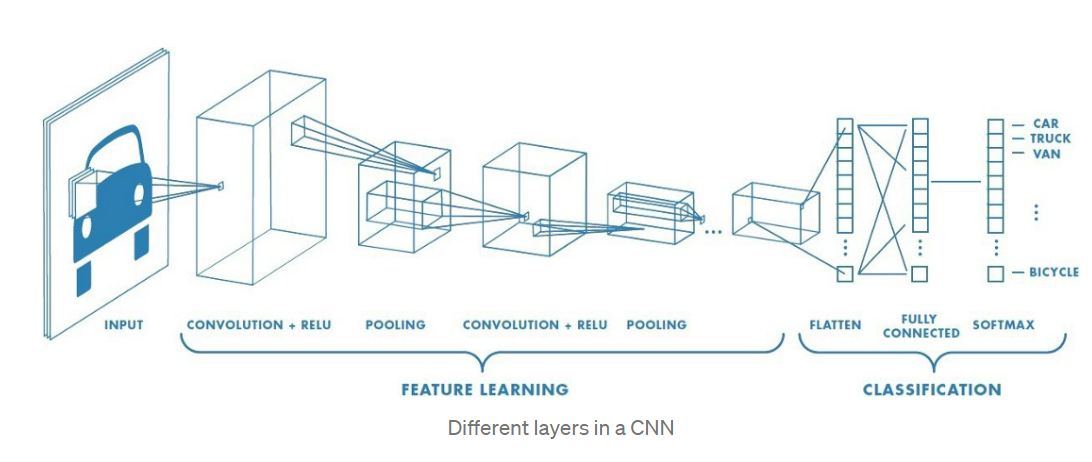 CAR
TRUCK
VAN
BICYCLE
INPUT
CONVOLUTION + RELU
POOLING
CONVOLUTION + RELU
POOLING
FLATTEN
FULLY
CONNECTED
SOFTMAX
FEATURE LEARNING
CLASSIFICATION
Different layers in a CNN